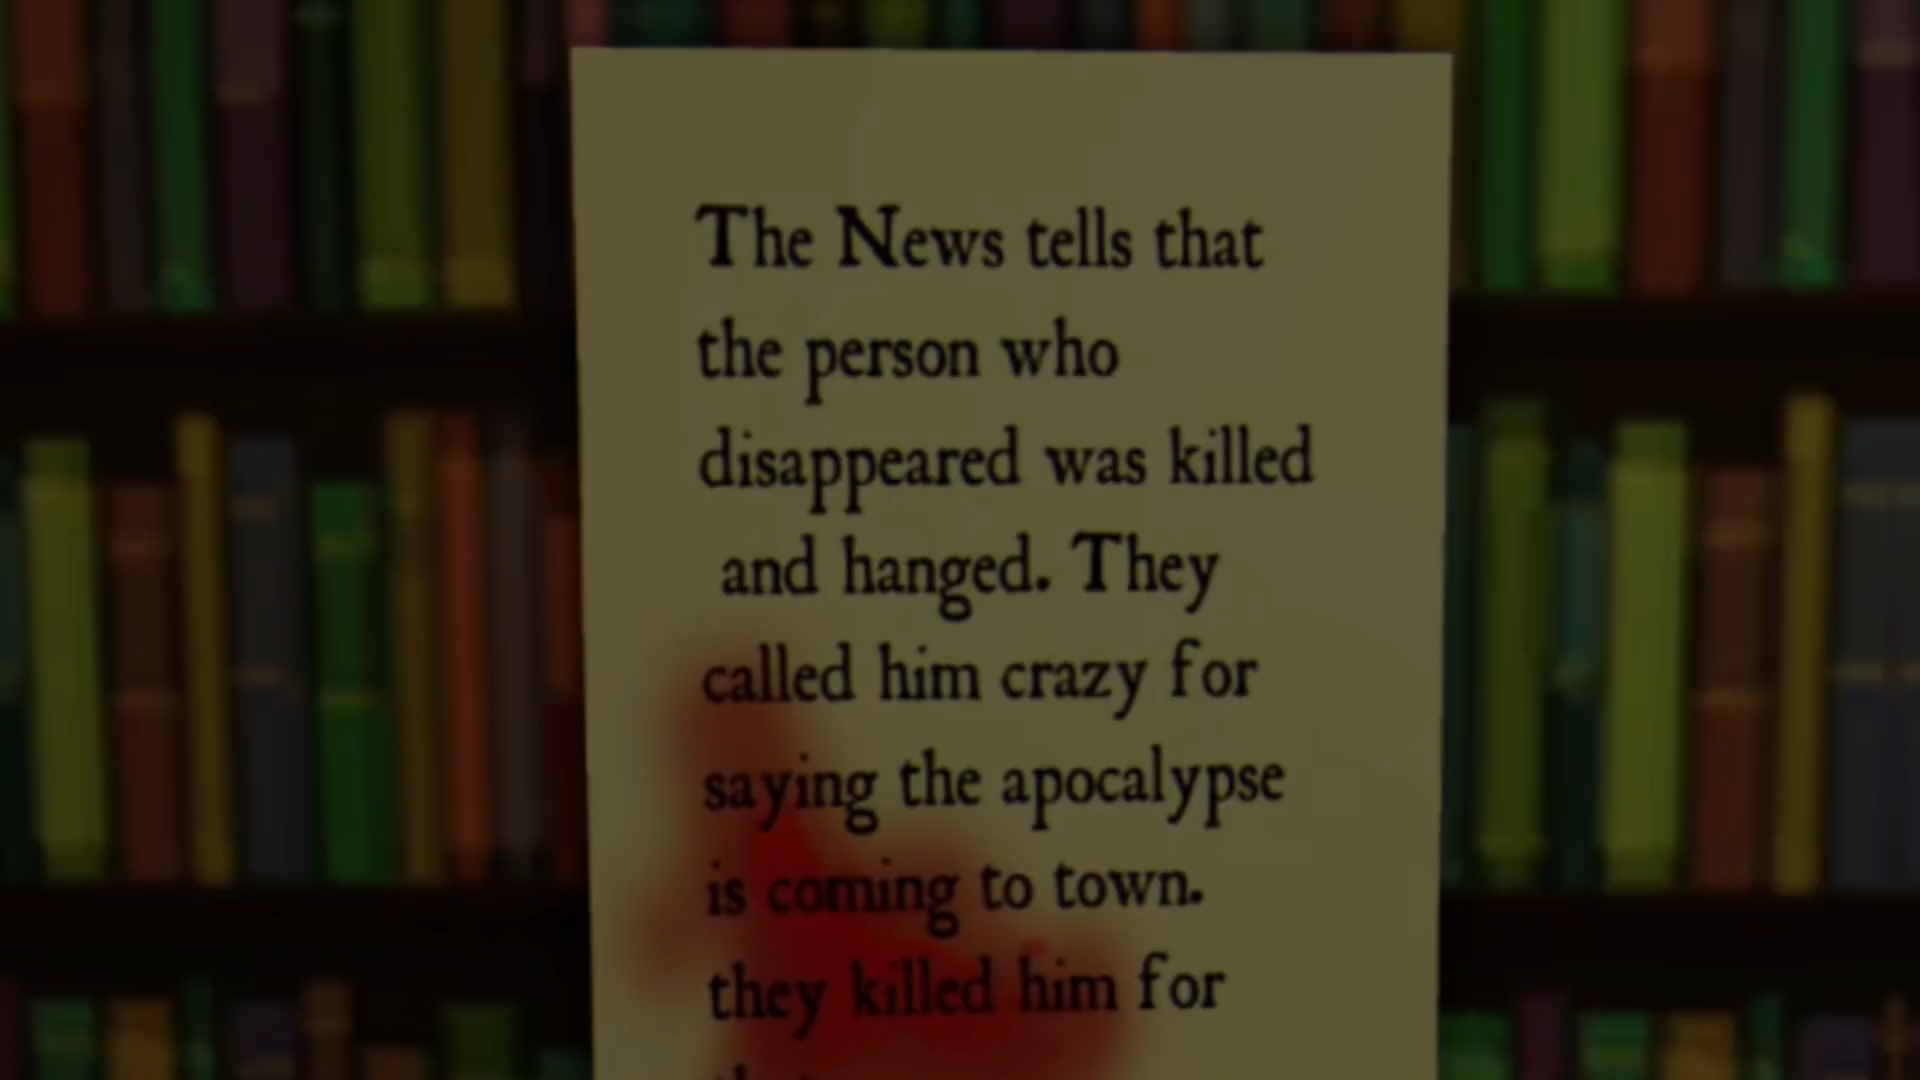 The News tells that
the person who
disappeared was killed
and hanged. They
called him crazy for
saying the apocalypse
is coming to town.
they killed him for